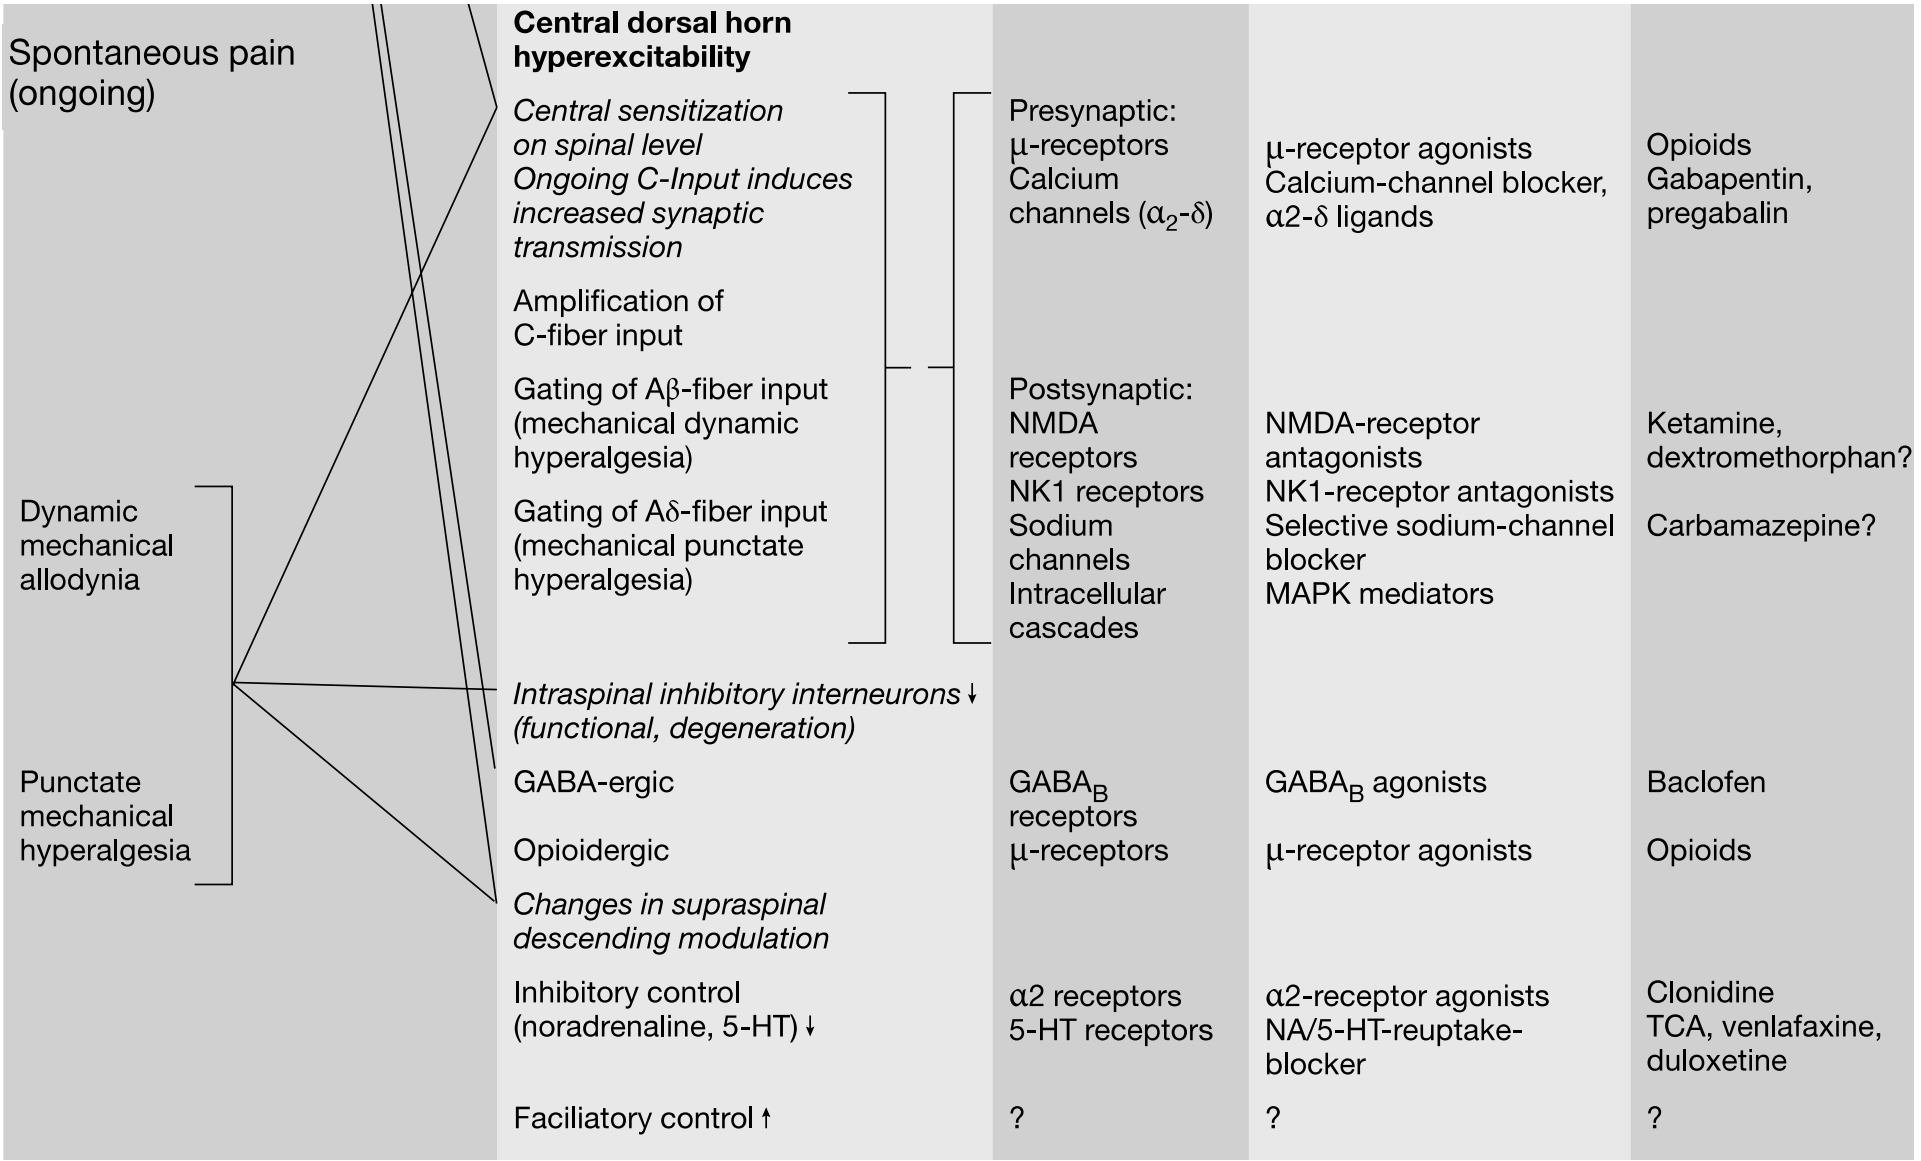 Spontaneous pain
(ongoing)
Dynamic
mechanical
allodynia
Punctate
mechanical
hyperalgesia
Central dorsal horn
hyperexcitability
Central sensitization
on spinal level
Ongoing C-Input induces
increased synaptic
transmission
Amplification of
C-fiber input
Gating of Aβ-fiber input
(mechanical dynamic
hyperalgesia)
Gating of Aδ-fiber input
(mechanical punctate
hyperalgesia)
Intraspinal inhibitory interneurons ↓
(functional, degeneration)
GABA-ergic
Opioidergic
Changes in supraspinal
descending modulation
Inhibitory control
(noradrenaline, 5-HT) ↓
Faciliatory control ↑
Presynaptic:
μ-receptors
Calcium
channels (α2-δ)
Postsynaptic:
NMDA
receptors
NK1 receptors
Sodium
channels
Intracellular
cascades
GABAB
receptors
μ-receptors
α2 receptors
5-HT receptors
?
μ-receptor agonists
Calcium-channel blocker,
α2-δ ligands
NMDA-receptor
antagonists
NK1-receptor antagonists
Selective sodium-channel
blocker
MAPK mediators
GABAB agonists
μ-receptor agonists
α2-receptor agonists
NA/5-HT-reuptake-
blocker
?
Opioids
Gabapentin,
pregabalin
Ketamine,
dextromethorphan?
Carbamazepine?
Baclofen
Opioids
Clonidine
TCA, venlafaxine,
duloxetine
?